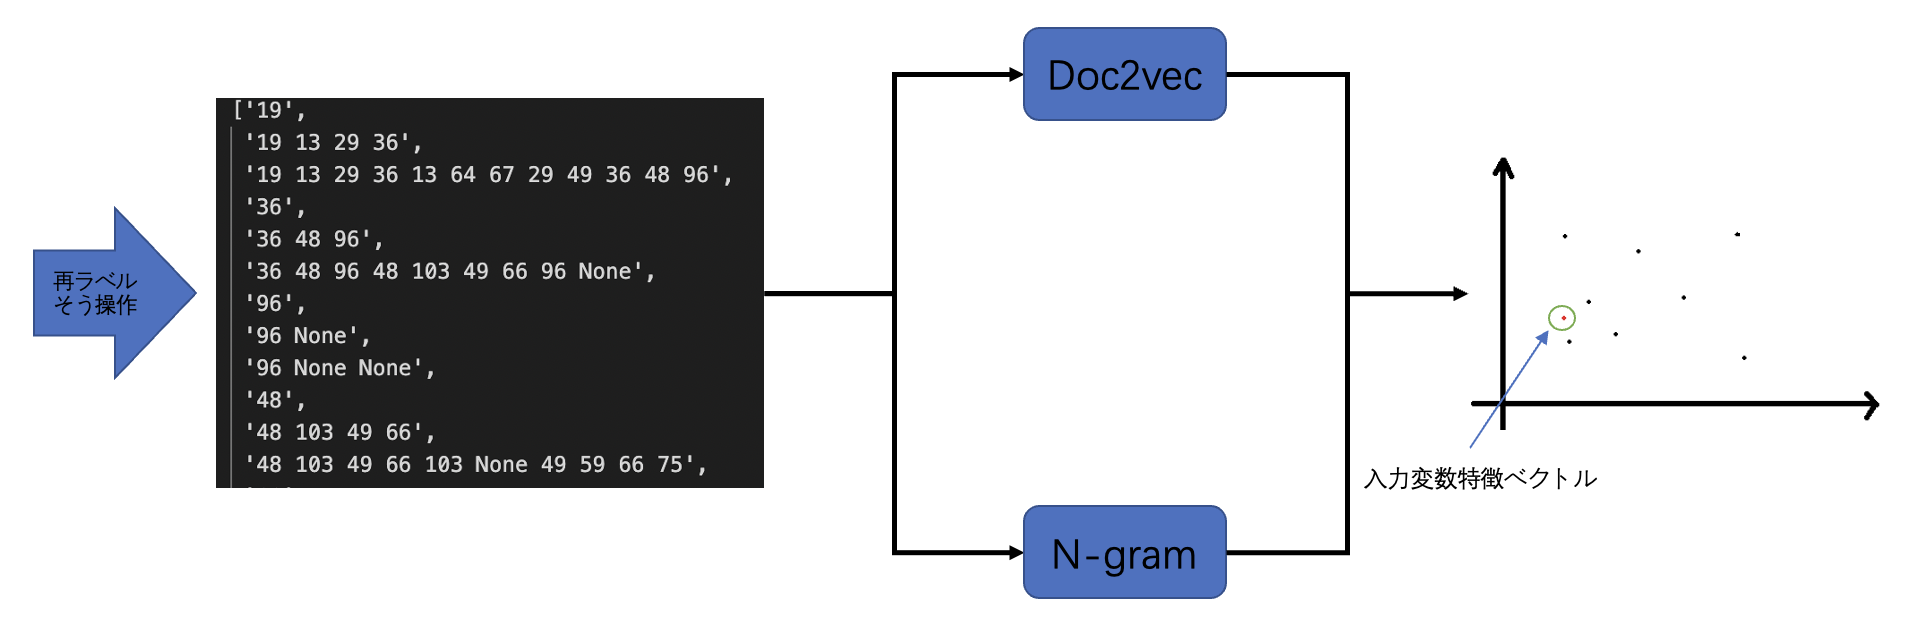 再ラベル
そう操作
['19',
'19 13 29 36',
'19 13 29 36 13 64 67 29 49 36 48 96',
'36',
'36 48 96',
'36 48 96 48 103 49 66 96 None',
'96',
'96 None',
'96 None None',
'48',
'48 103 49 66',
'48 103 49 66 103 None 49 59 66 75',
Doc2vec
N-gram
入力変数特徴ベクトル